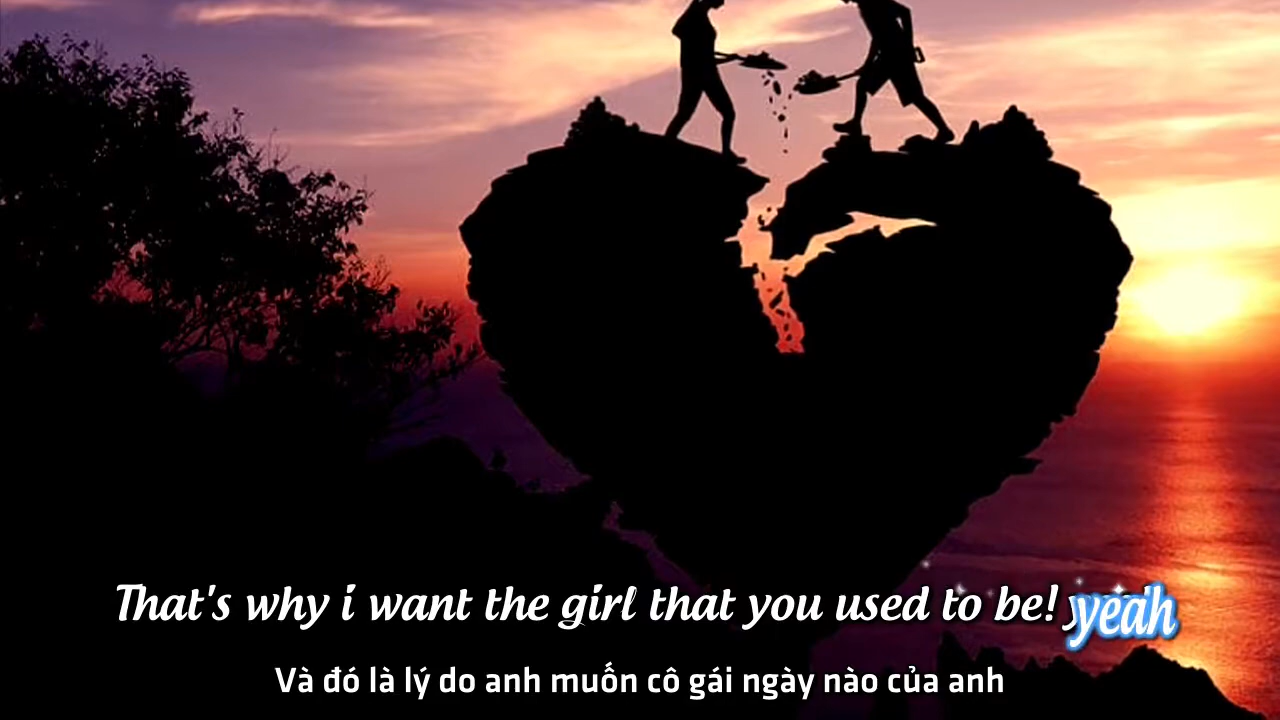 That's why i want the girl that you used to be! yeah
Và đó là lý do anh muốn cô gái ngày nào của anh